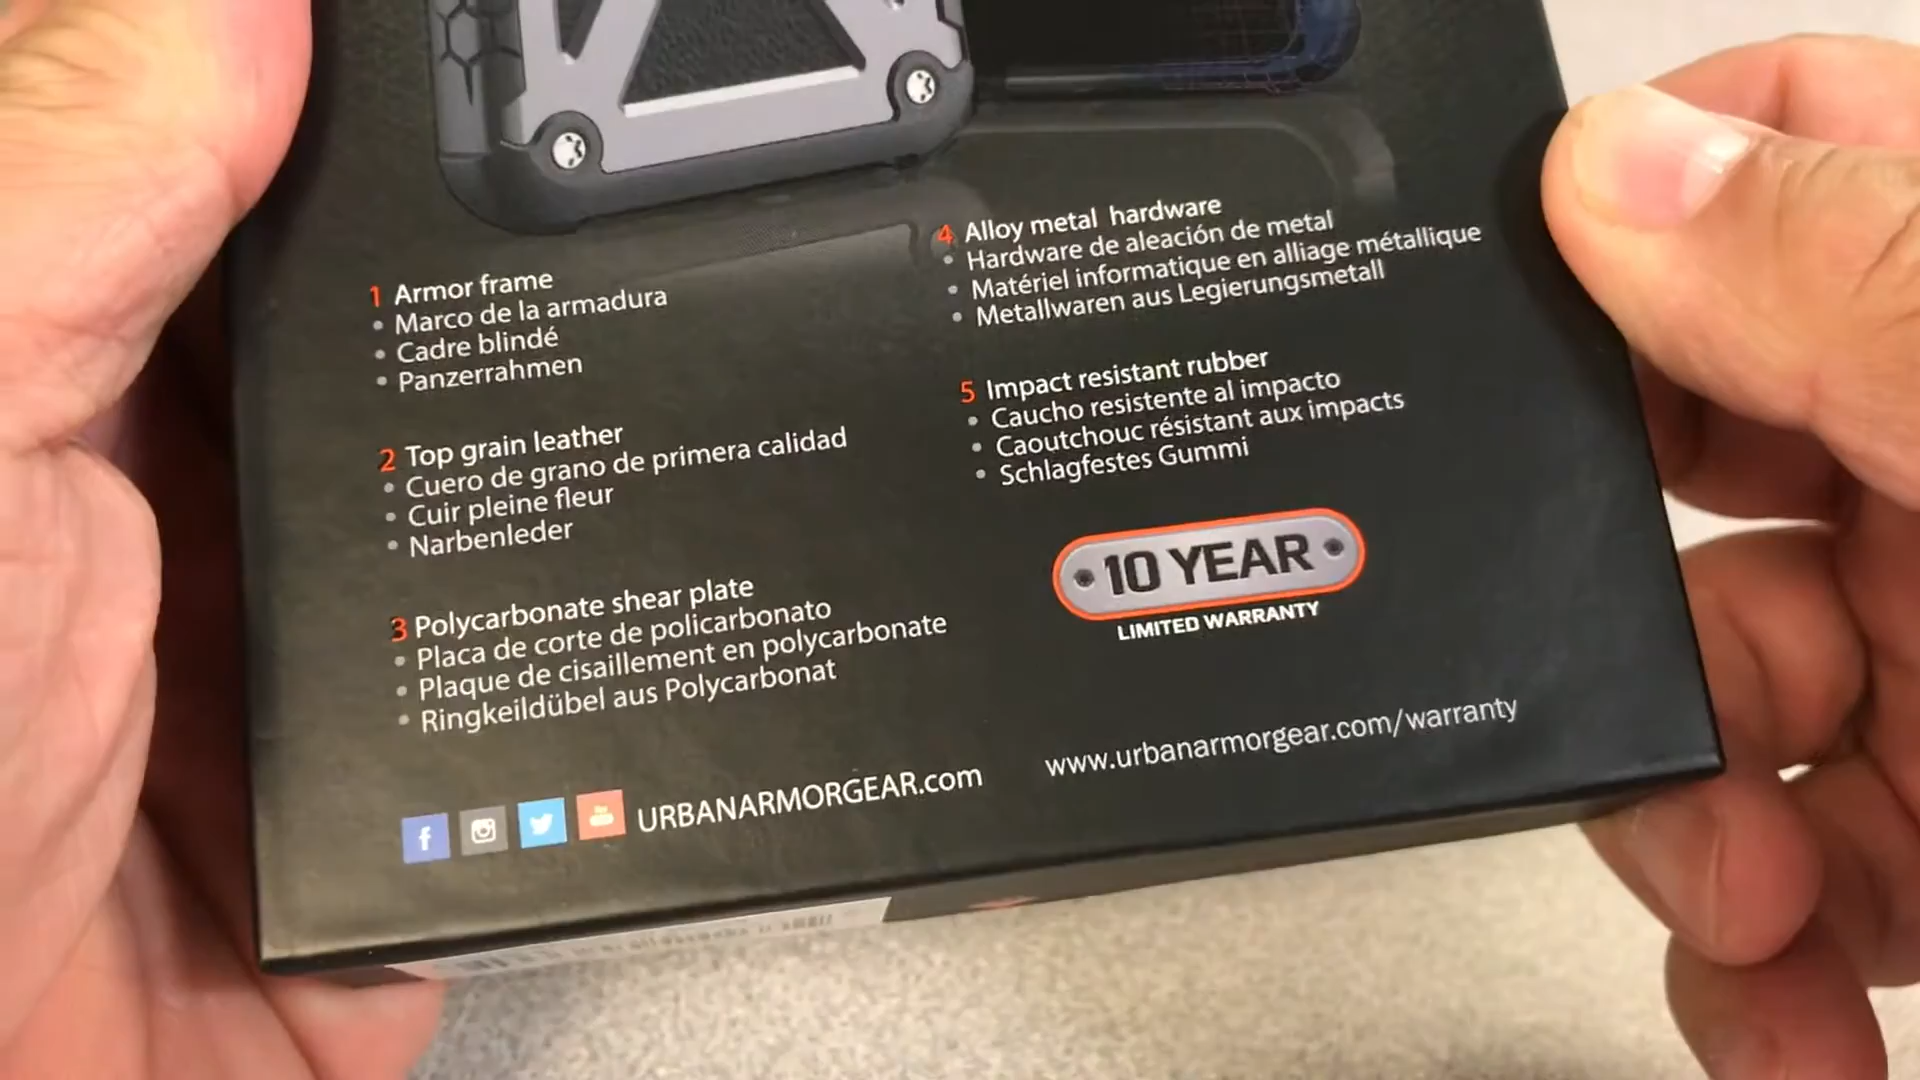 1 Armor frame
• Marco de la armadura
• Cadre blindé
• Panzerrahmen
2 Top grain leather
• Cuero de grano de primera calidad
• Cuir pleine fleur
• Narbenleder
3 Polycarbonate shear plate
• Placa de corte de policarbonato
• Plaque de cisaillement en polycarbonate
• Ringkeildübel aus Polycarbonat
4 Alloy metal hardware
• Hardware de aleación de metal
• Matériel informatique en alliage métallique
• Metallwaren aus Legierungsmetall
5 Impact resistant rubber
• Caucho resistente al impacto
• Caoutchouc résistant aux impacts
• Schlagfestes Gummi
10 YEAR
LIMITED WARRANTY
www.urbanarmorgear.com/warranty
f URBANARMORGEAR.com